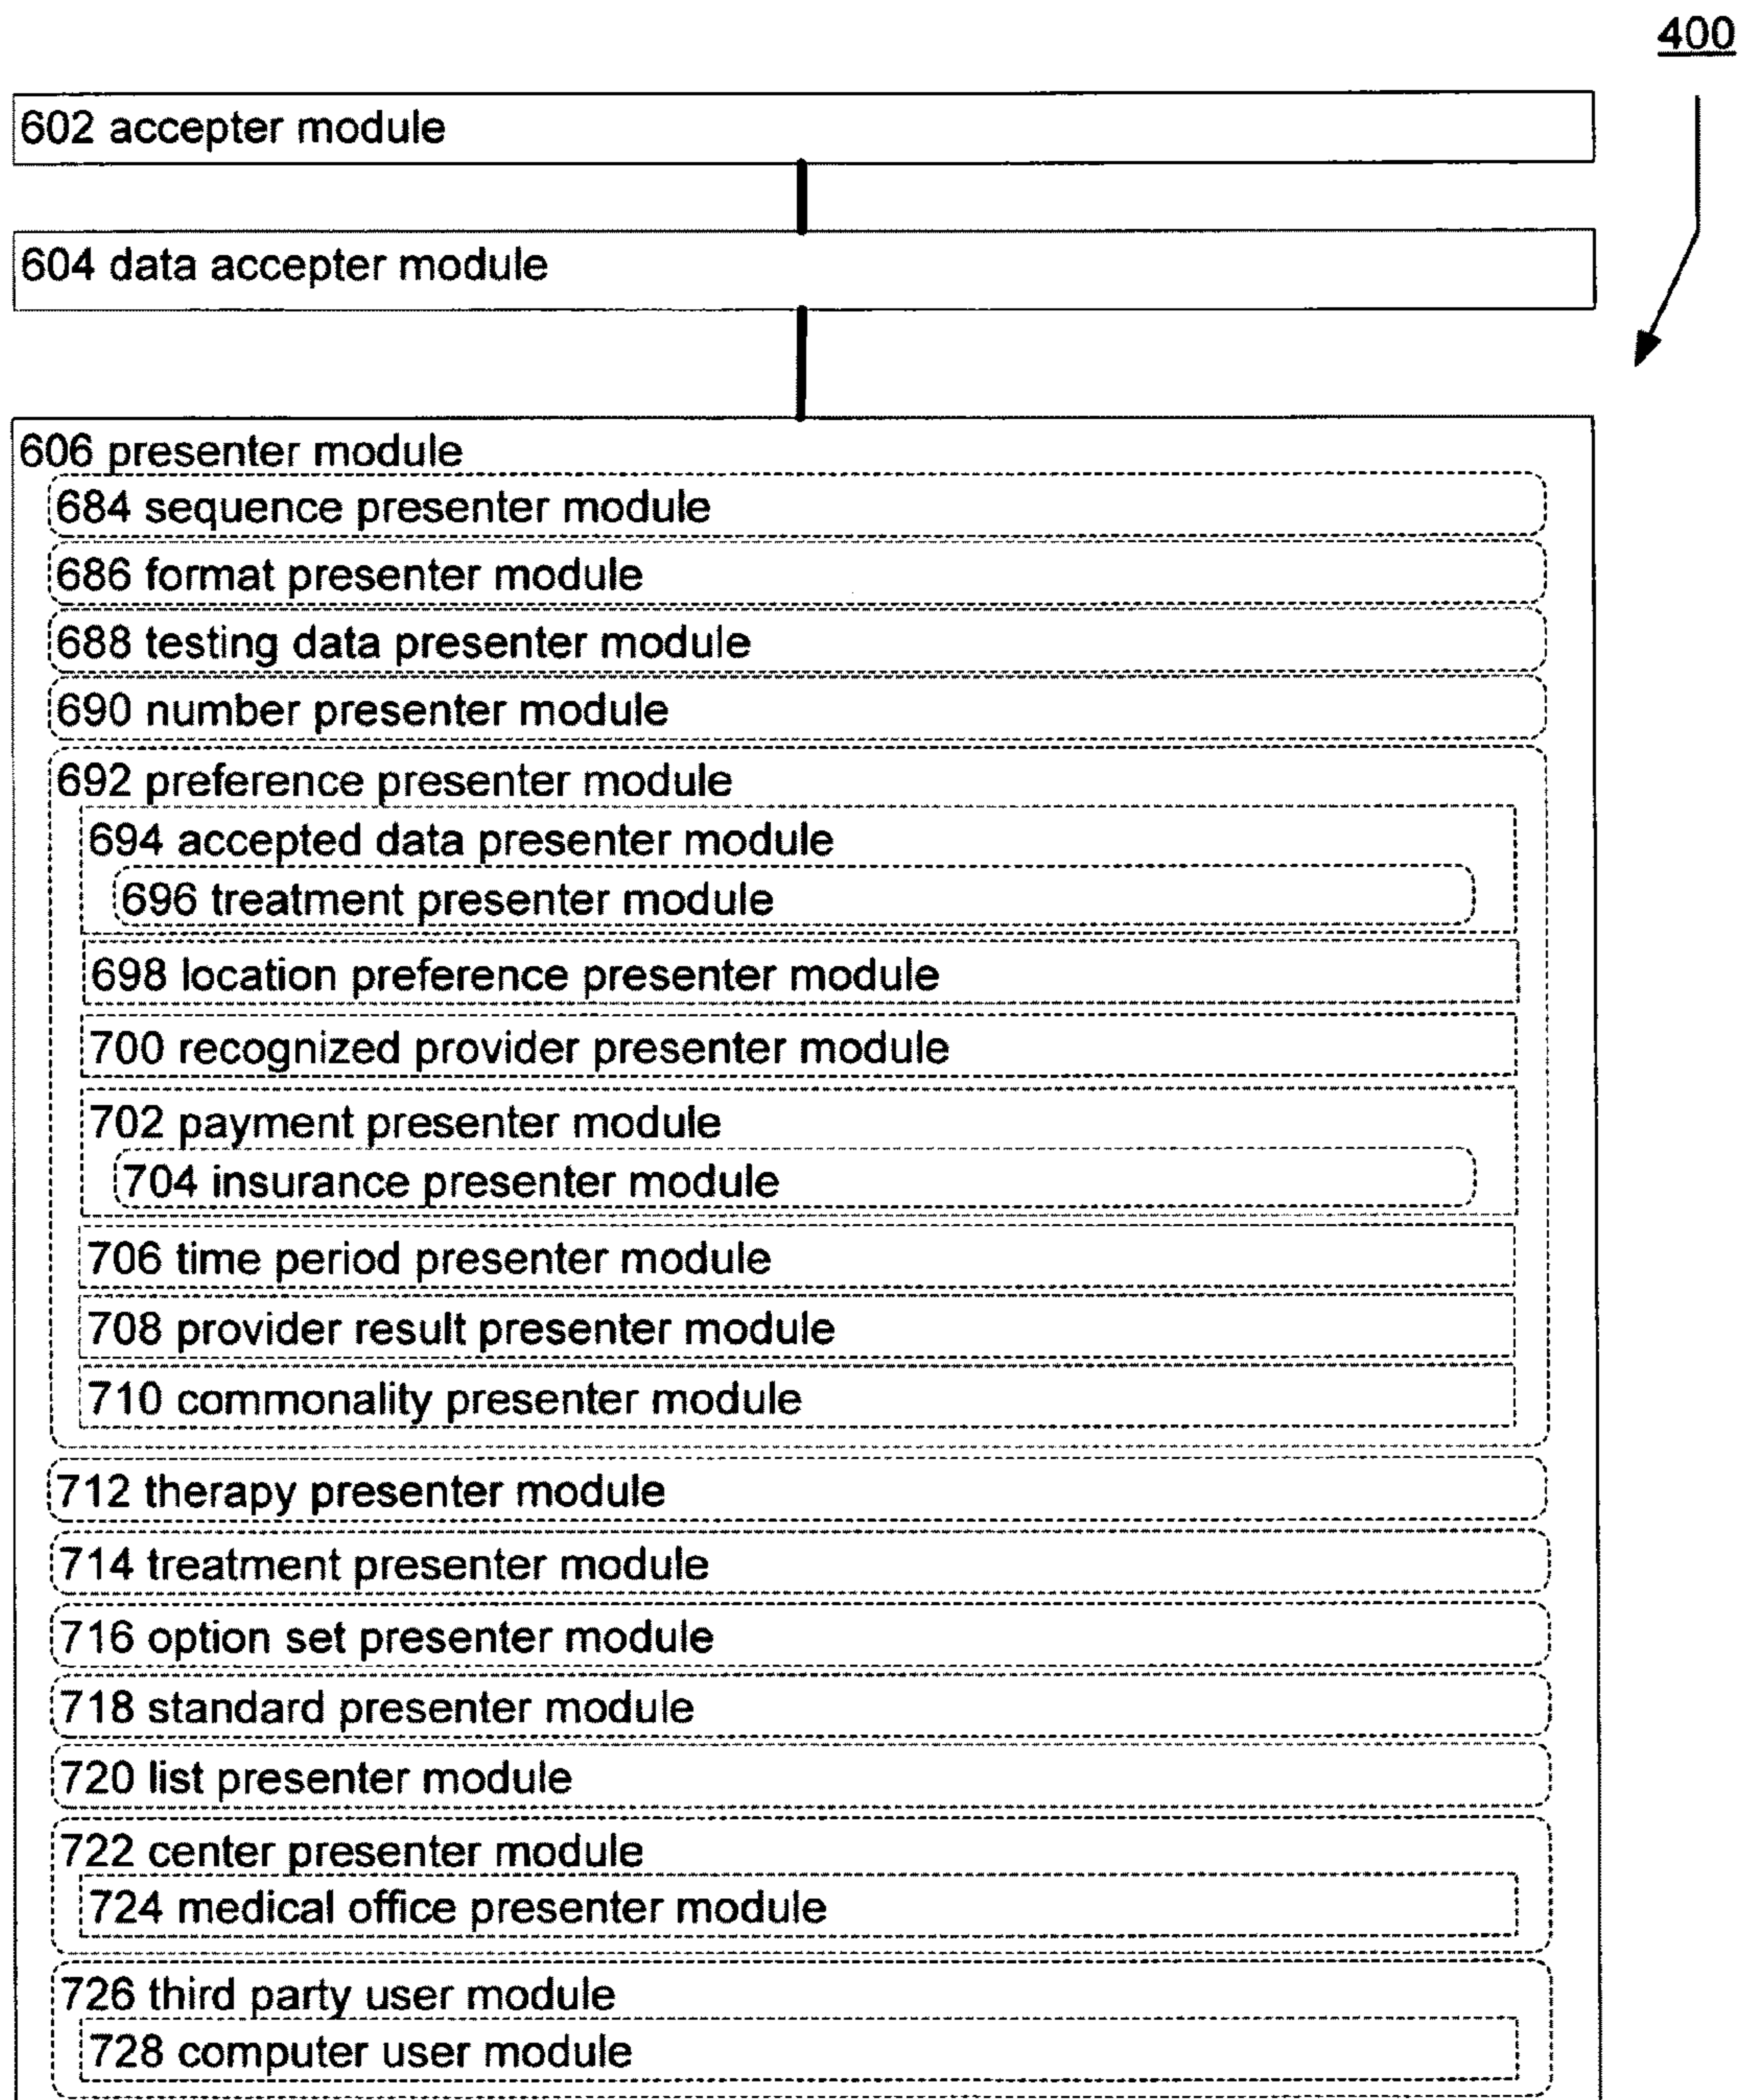 400
602 accepter module
604 data accepter module
606 presenter module
684 sequence presenter module
686 format presenter module
688 testing data presenter module
690 number presenter module
692 preference presenter module
694 accepted data presenter module
696 treatment presenter module
698 location preference presenter module
700 recognized provider presenter module
702 payment presenter module
704 insurance presenter module
706 time period presenter module
708 provider result presenter module
710 commonality presenter module
712 therapy presenter module
714 treatment presenter module
716 option set presenter module
718 standard presenter module
720 list presenter module
722 center presenter module
724 medical office presenter module
726 third party user module
728 computer user module